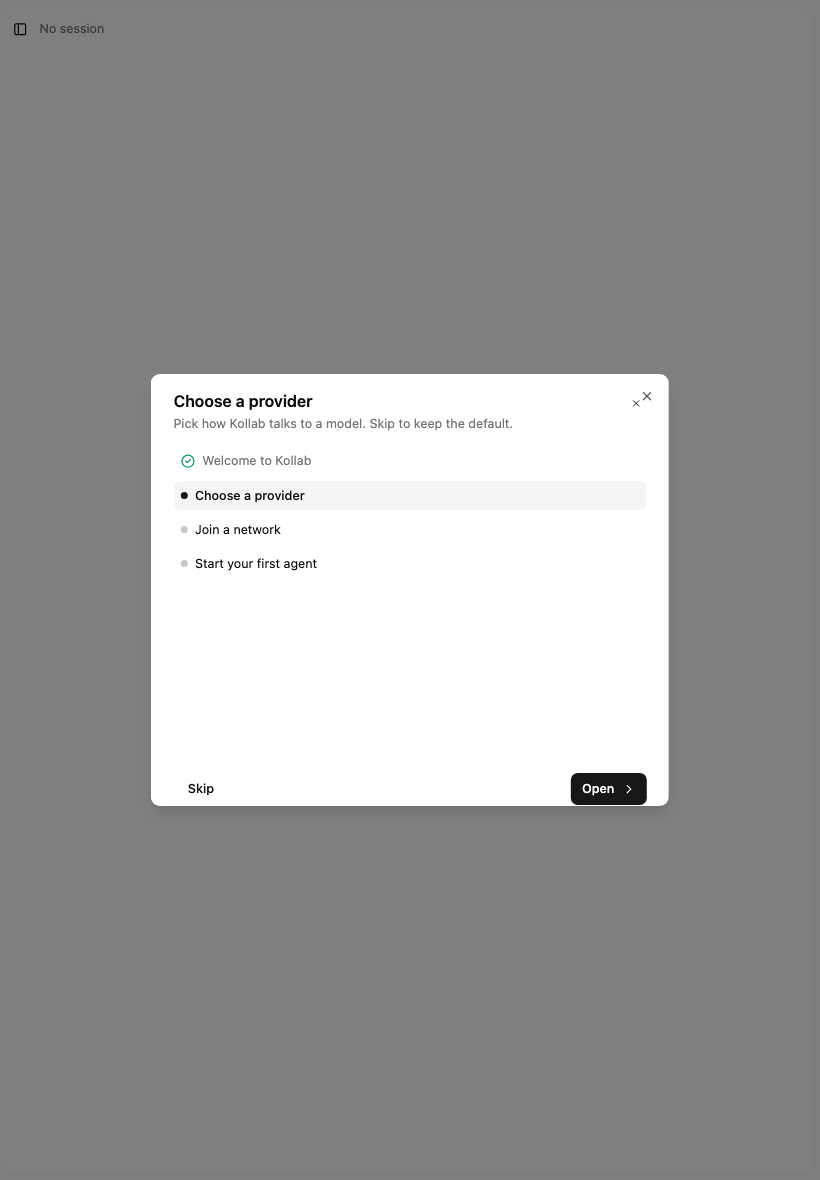 No session
Choose a provider
Pick how Kollab talks to a model. Skip to keep the default.
Welcome to Kollab
Choose a provider
Join a network
Start your first agent
Skip
Open